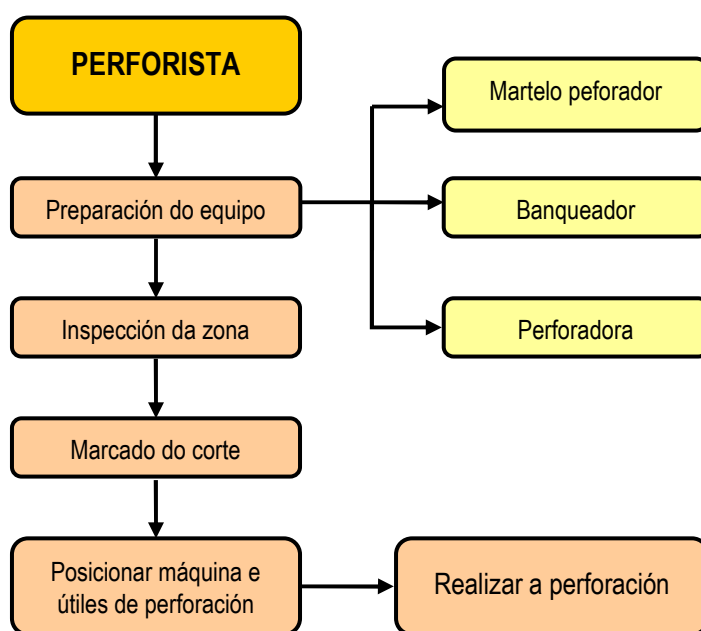 PERFORISTA
Martelo peforador
Preparación do equipo
Banqueador
Inspección da zona
Perforadora
Marcado do corte
Posicionar máquina e
útiles de perforación
Realizar a perforación